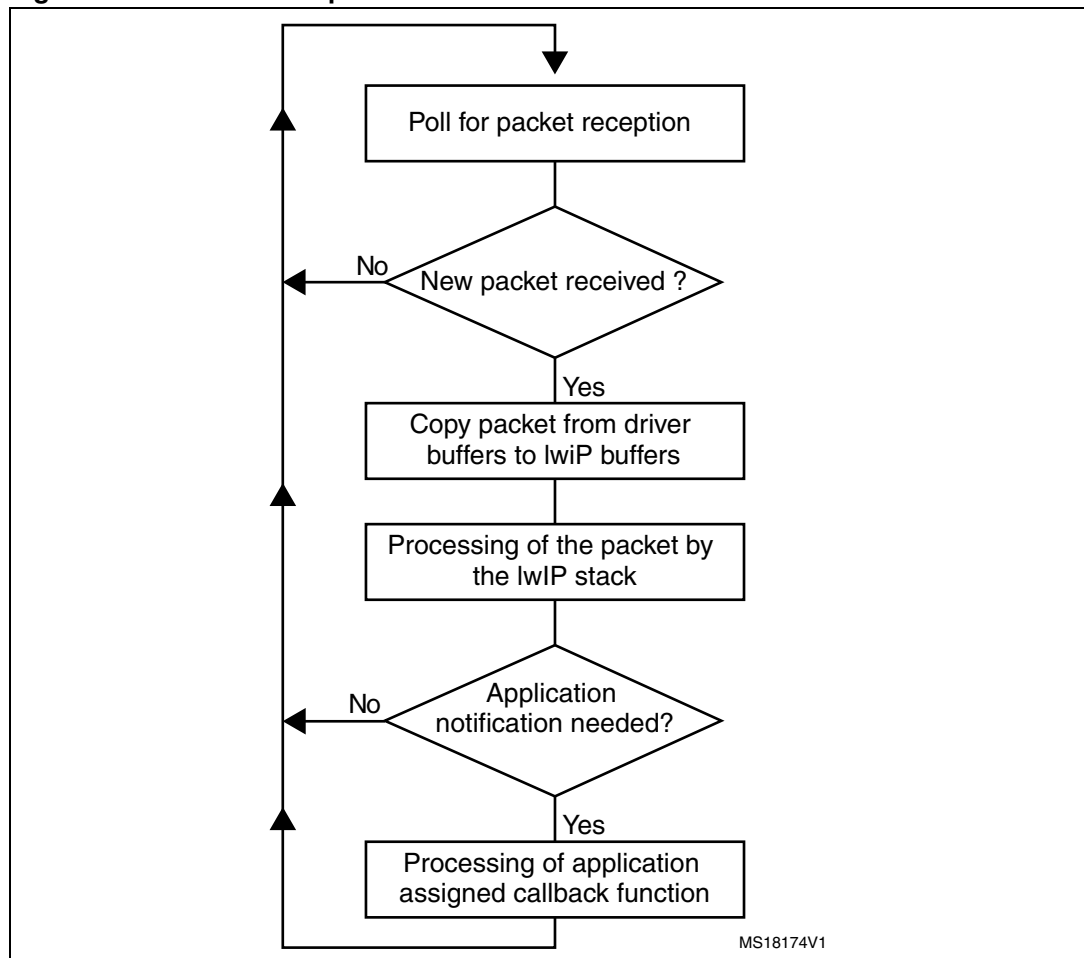 Poll for packet reception
New packet received ?
No
Yes
Copy packet from driver
buffers to lwiP buffers
Processing of the packet by
the lwIP stack
Application
notification needed?
No
Yes
Processing of application
assigned callback function
MS18174V1